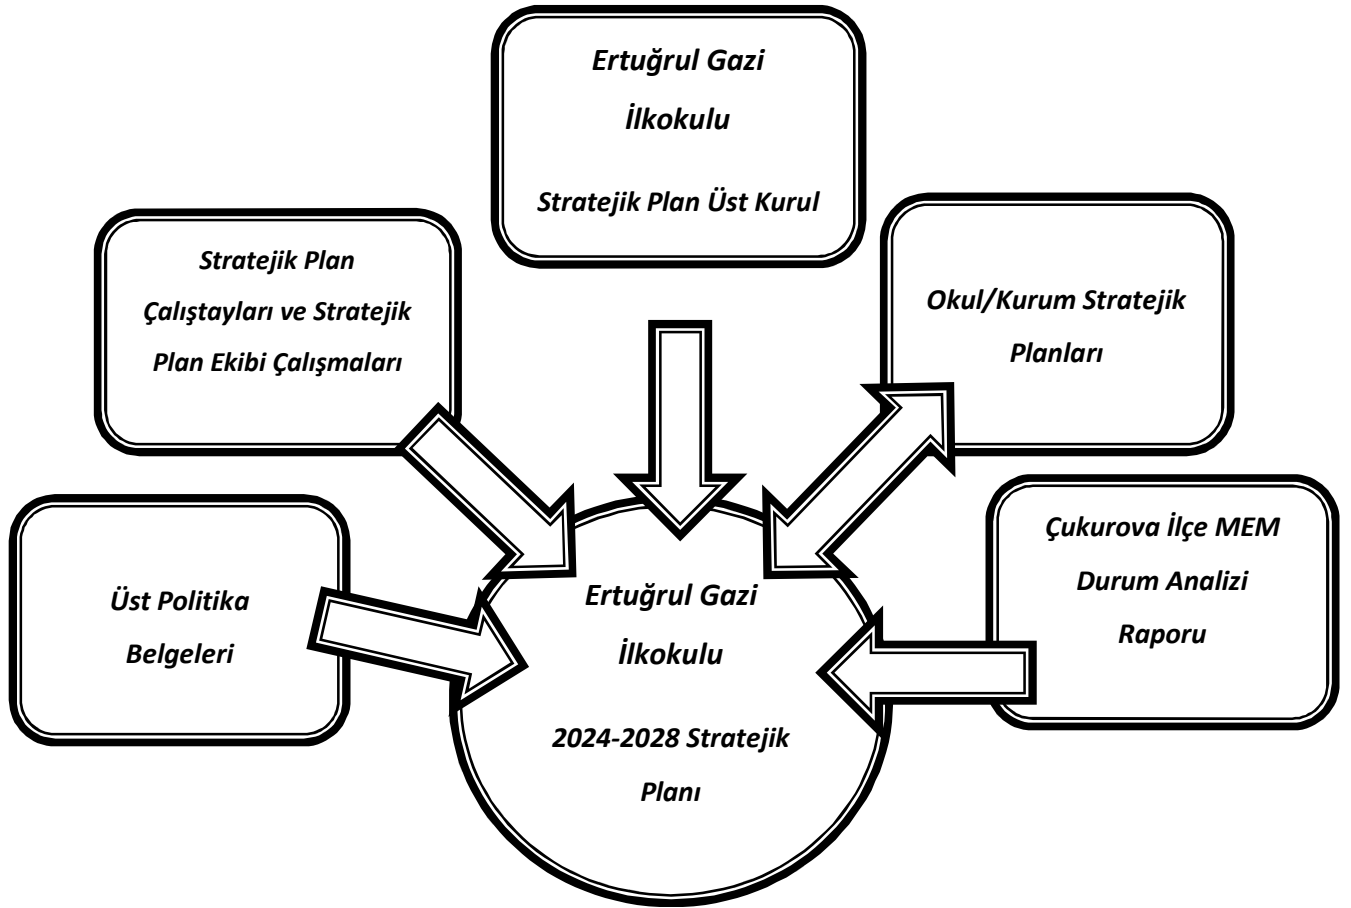 Ertuğrul Gazi
İlkokulu
Stratejik Plan Üst Kurul
Stratejik Plan
Çalıştayları ve Stratejik
Plan Ekibi Çalışmaları
Okul/Kurum Stratejik
Planları
Üst Politika
Belgeleri
Çukurova İlçe MEM
Durum Analizi
Raporu
Ertuğrul Gazi
İlkokulu
2024-2028 Stratejik
Planı